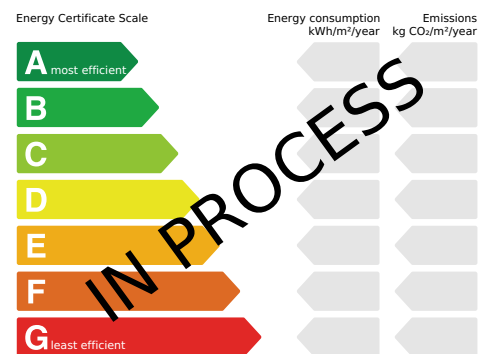 Energy Certificate Scale
Energy consumption
kWh/m²/year
Emissions
kg CO₂/m²/year
A most efficient
B
C
D
E
F
G least efficient
IN PROCESS